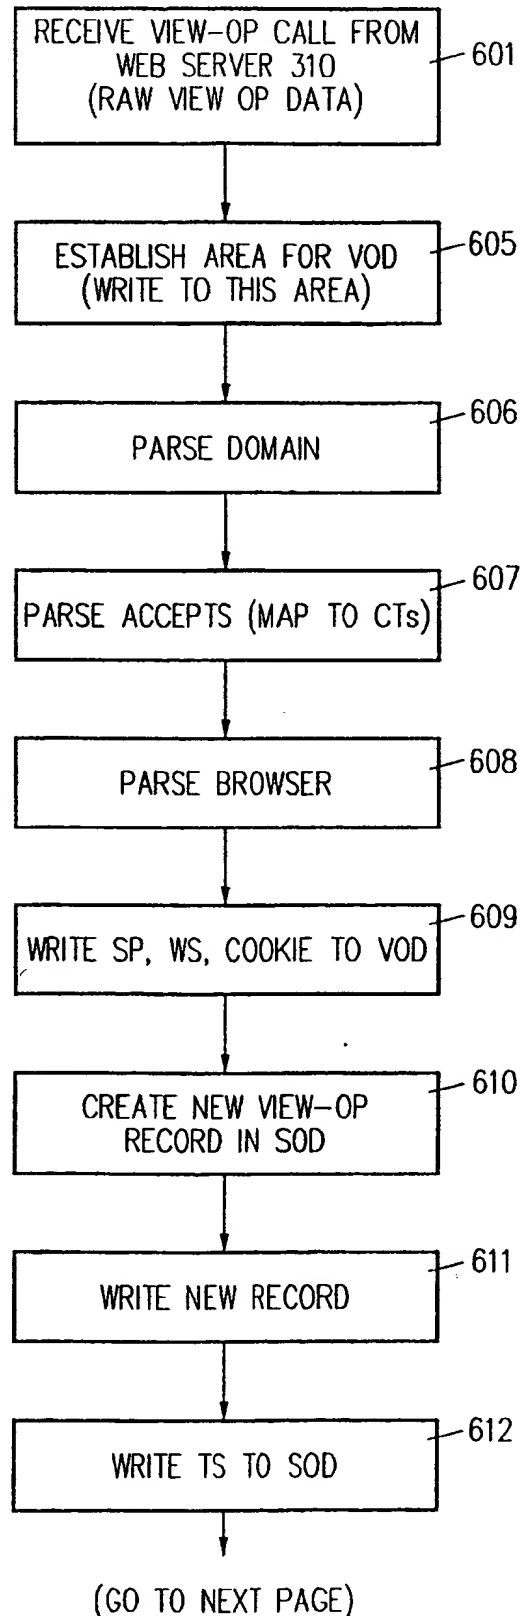 RECEIVE VIEW-OP CALL FROM
WEB SERVER 310
(RAW VIEW OP DATA)
601
ESTABLISH AREA FOR VOD
(WRITE TO THIS AREA)
605
PARSE DOMAIN
606
PARSE ACCEPTS (MAP TO CTs)
607
PARSE BROWSER
608
WRITE SP, WS, COOKIE TO VOD
609
CREATE NEW VIEW-OP
RECORD IN SOD
610
WRITE NEW RECORD
611
WRITE TS TO SOD
612
(GO TO NEXT PAGE)